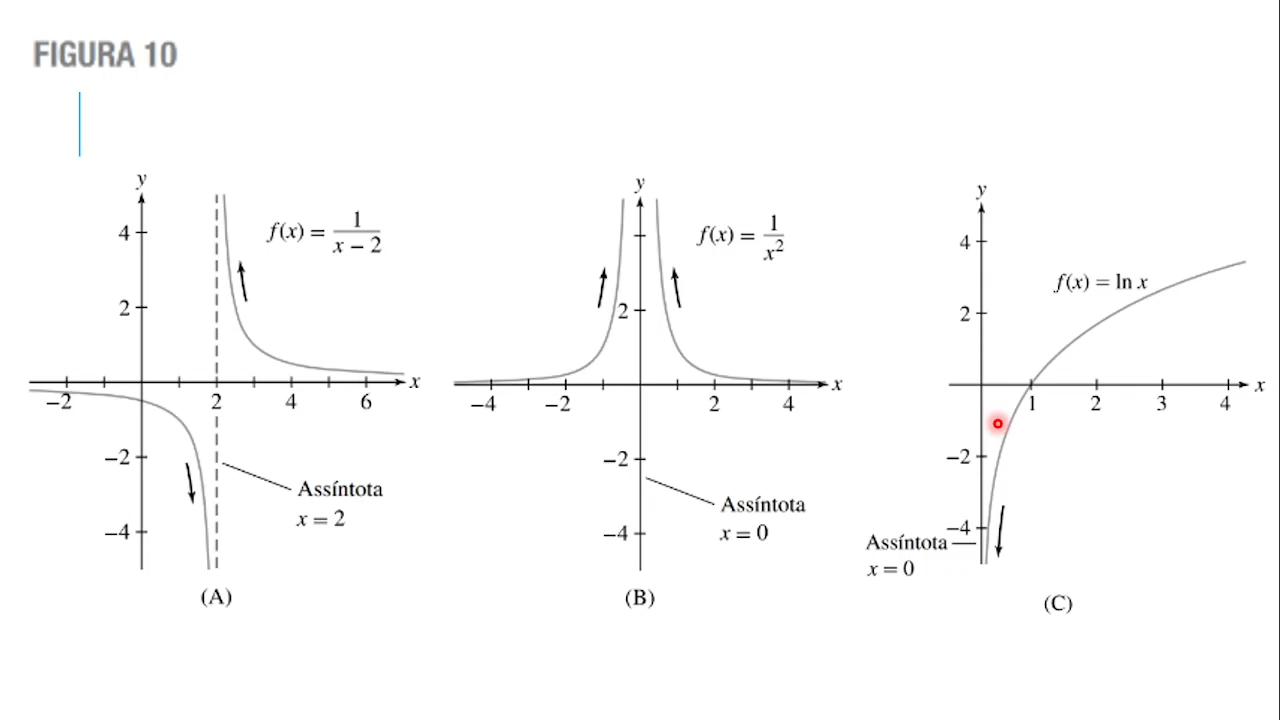 FIGURA 10
y
4
2
−2
−4
−2
2
4
6
x
f(x) = 1/(x − 2)
Assíntota
x = 2
(A)
y
2
−2
−4
−4
−2
2
4
x
f(x) = 1/x²
Assíntota
x = 0
(B)
y
4
2
−2
−4
1
2
3
4
x
f(x) = ln x
Assíntota
x = 0
(C)